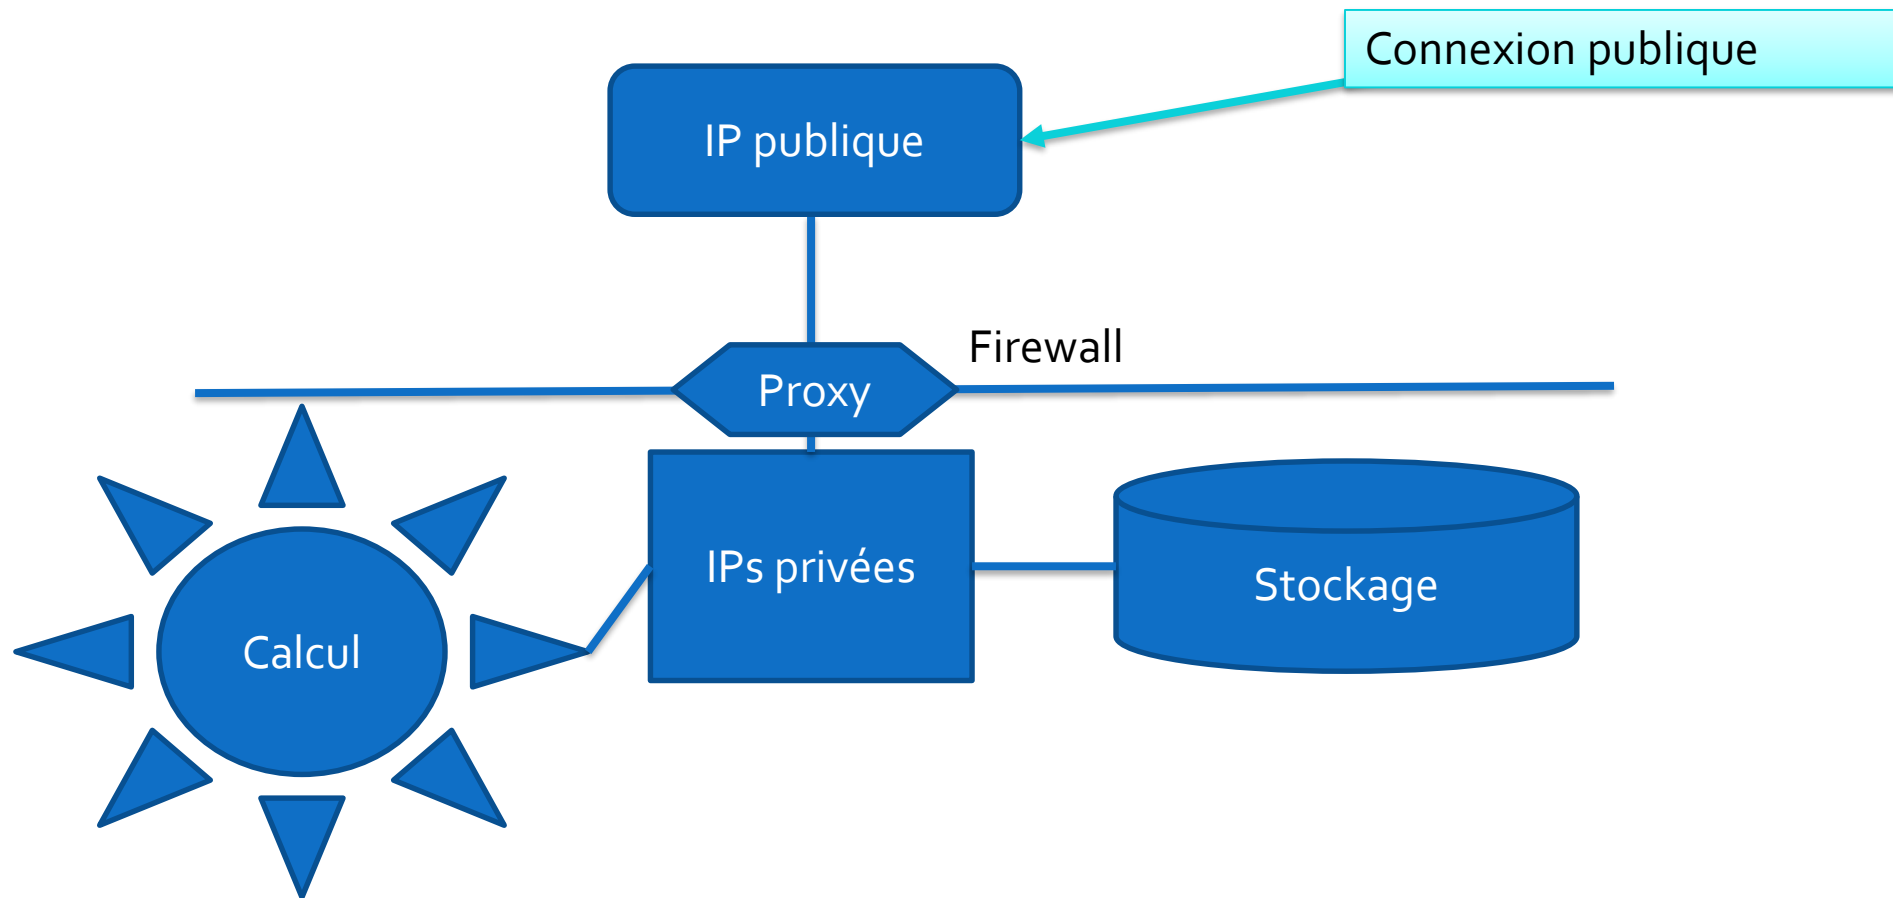 Connexion publique
IP publique
Firewall
Proxy
IPs privées
Stockage
Calcul